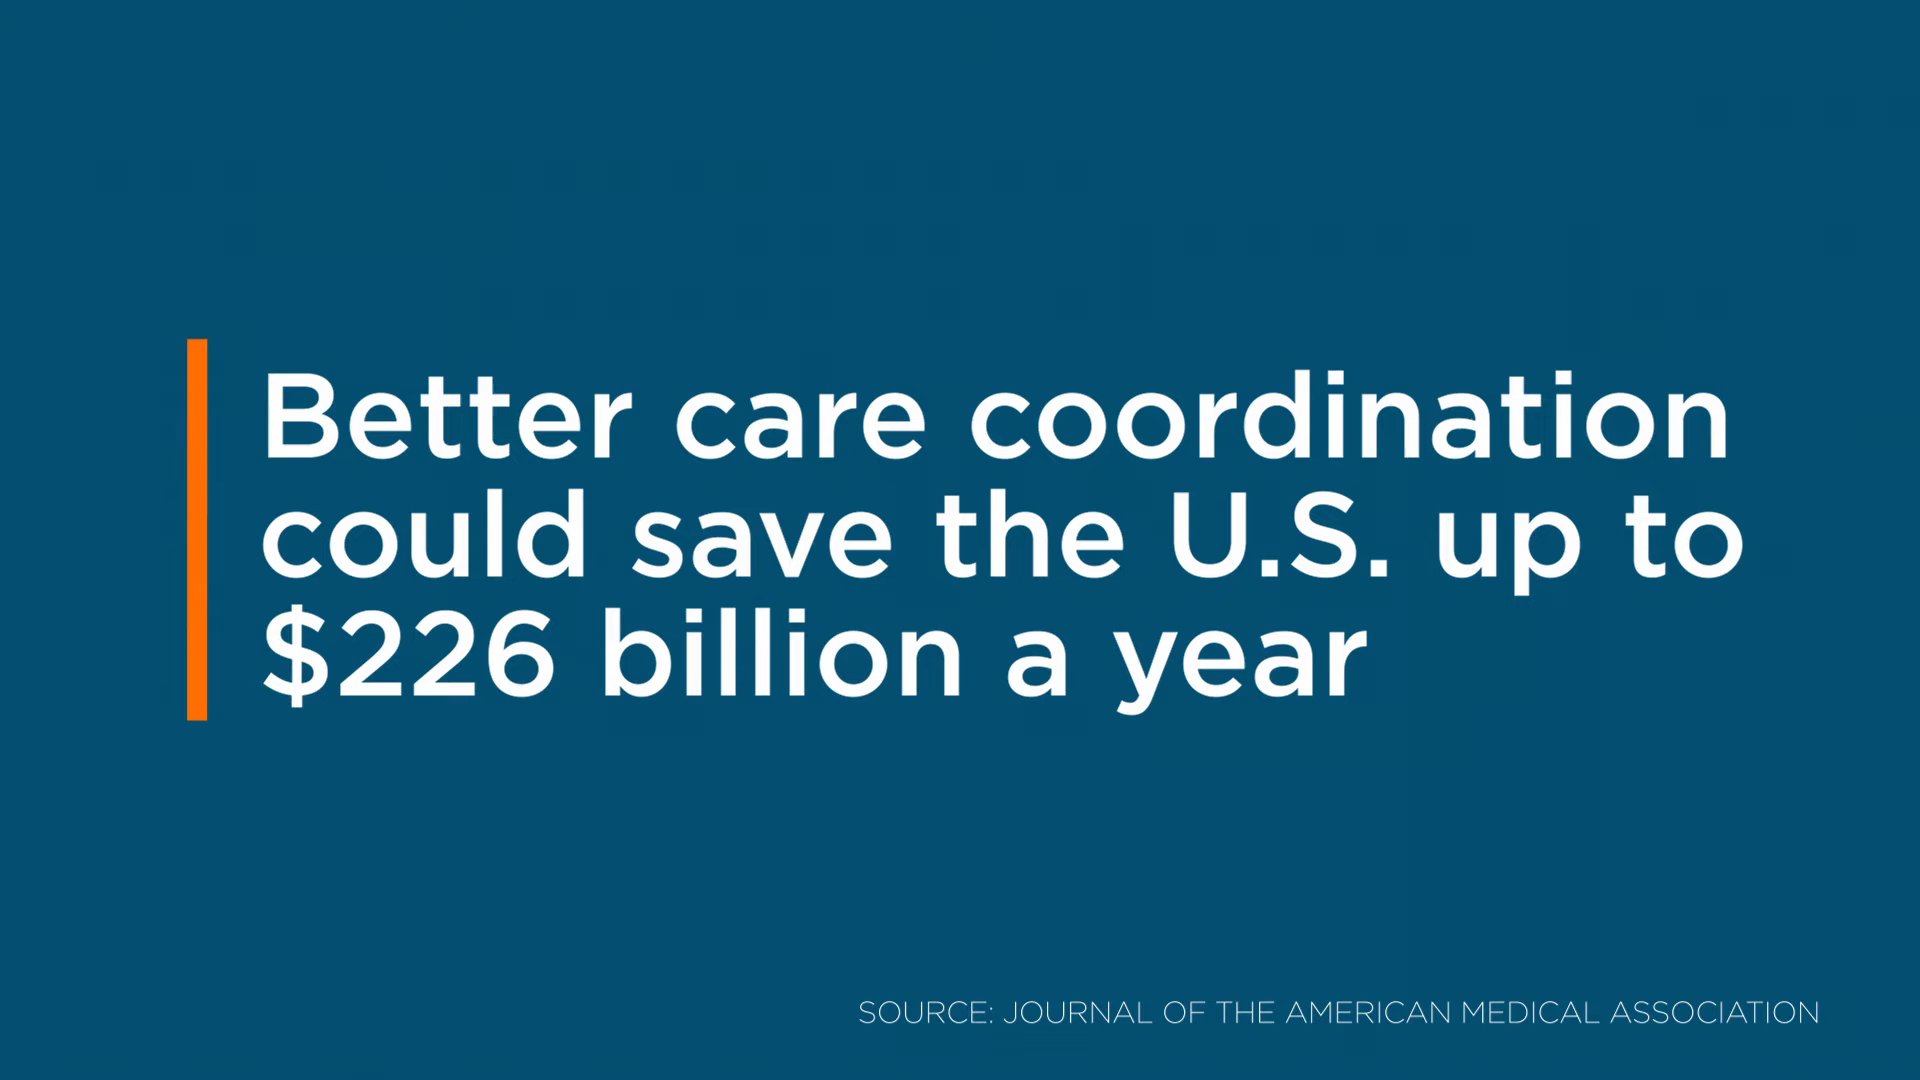 Better care coordination
could save the U.S. up to
$226 billion a year
SOURCE: JOURNAL OF THE AMERICAN MEDICAL ASSOCIATION